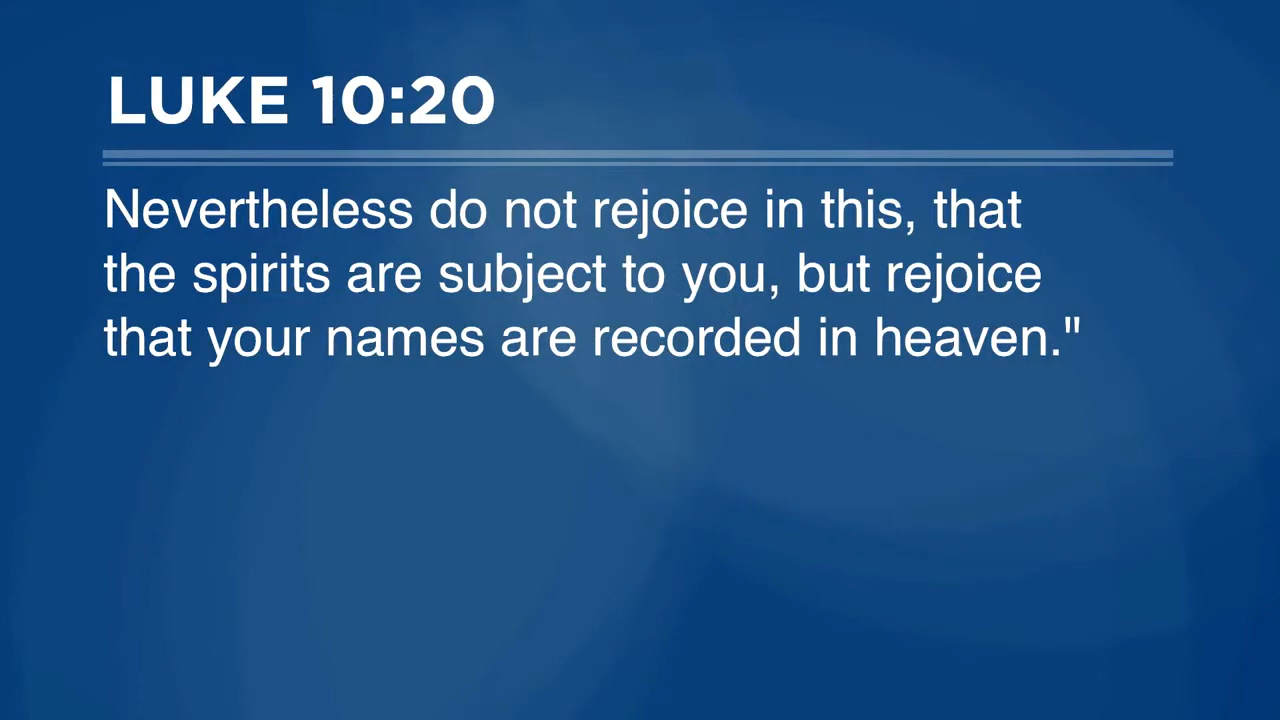 LUKE 10:20
Nevertheless do not rejoice in this, that
the spirits are subject to you, but rejoice
that your names are recorded in heaven."